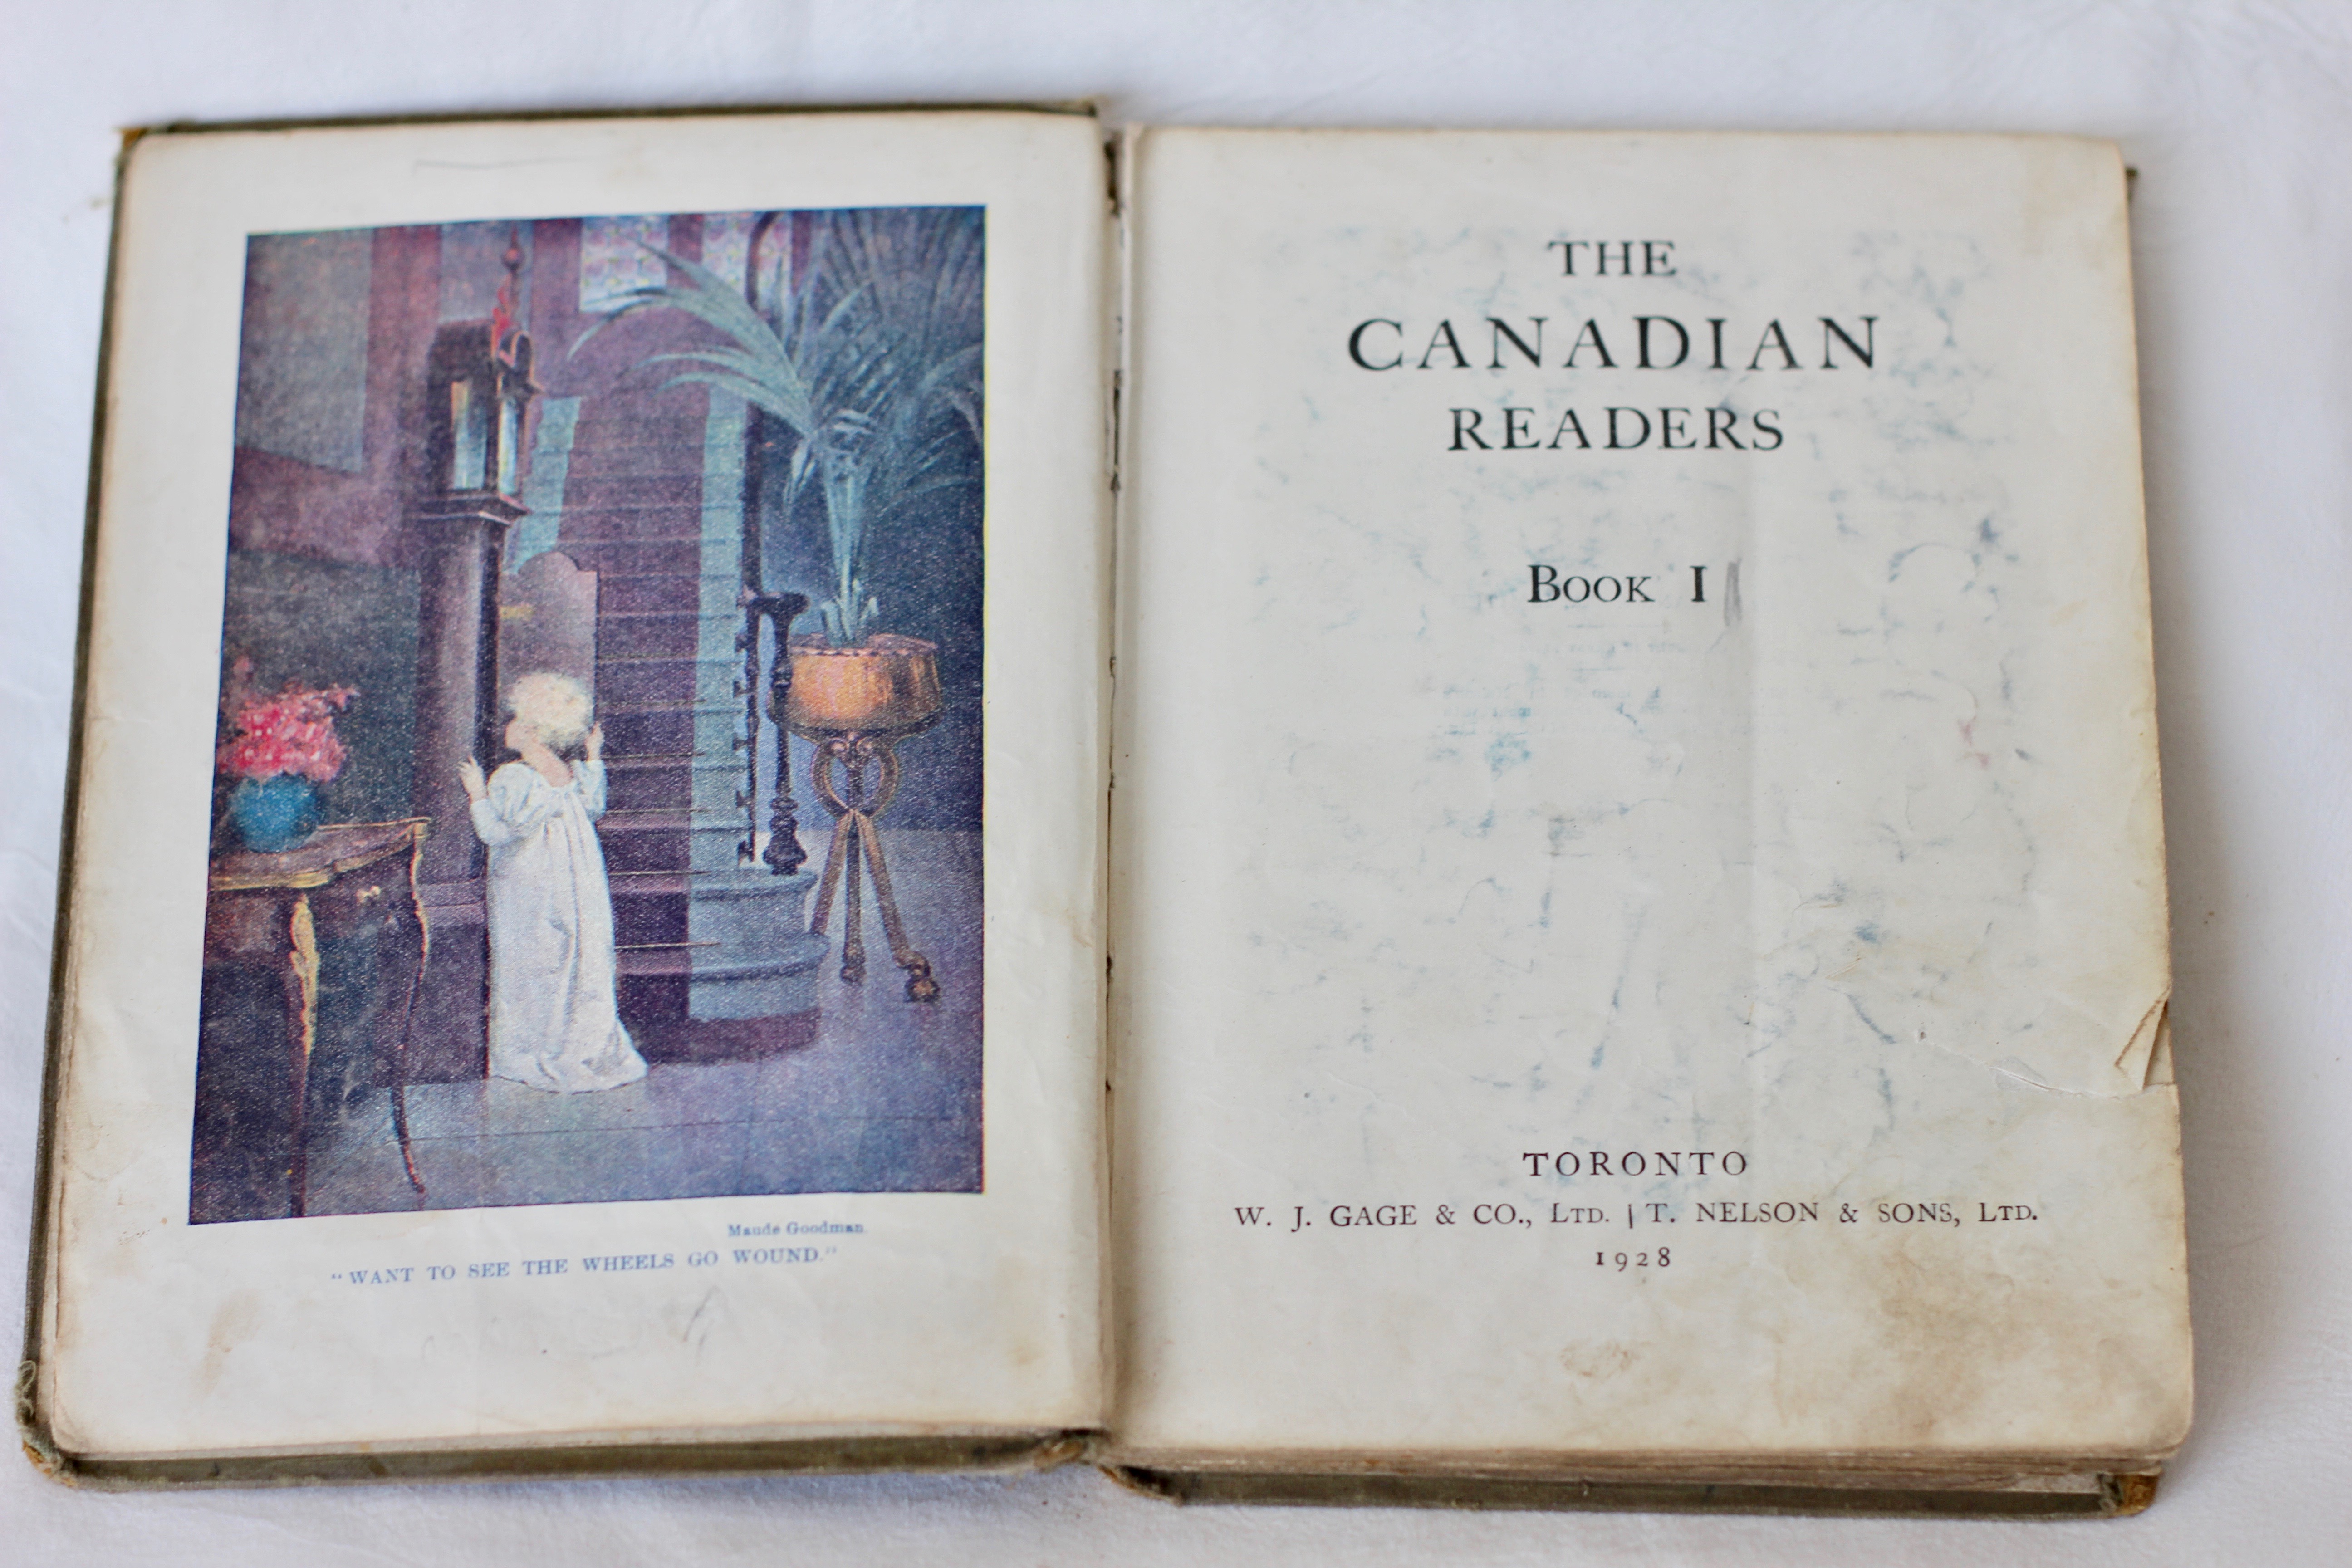 Maude Goodman.
"WANT TO SEE THE WHEELS GO WOUND."
THE
CANADIAN
READERS
BOOK I
TORONTO
W. J. GAGE & CO., LTD. | T. NELSON & SONS, LTD.
1928